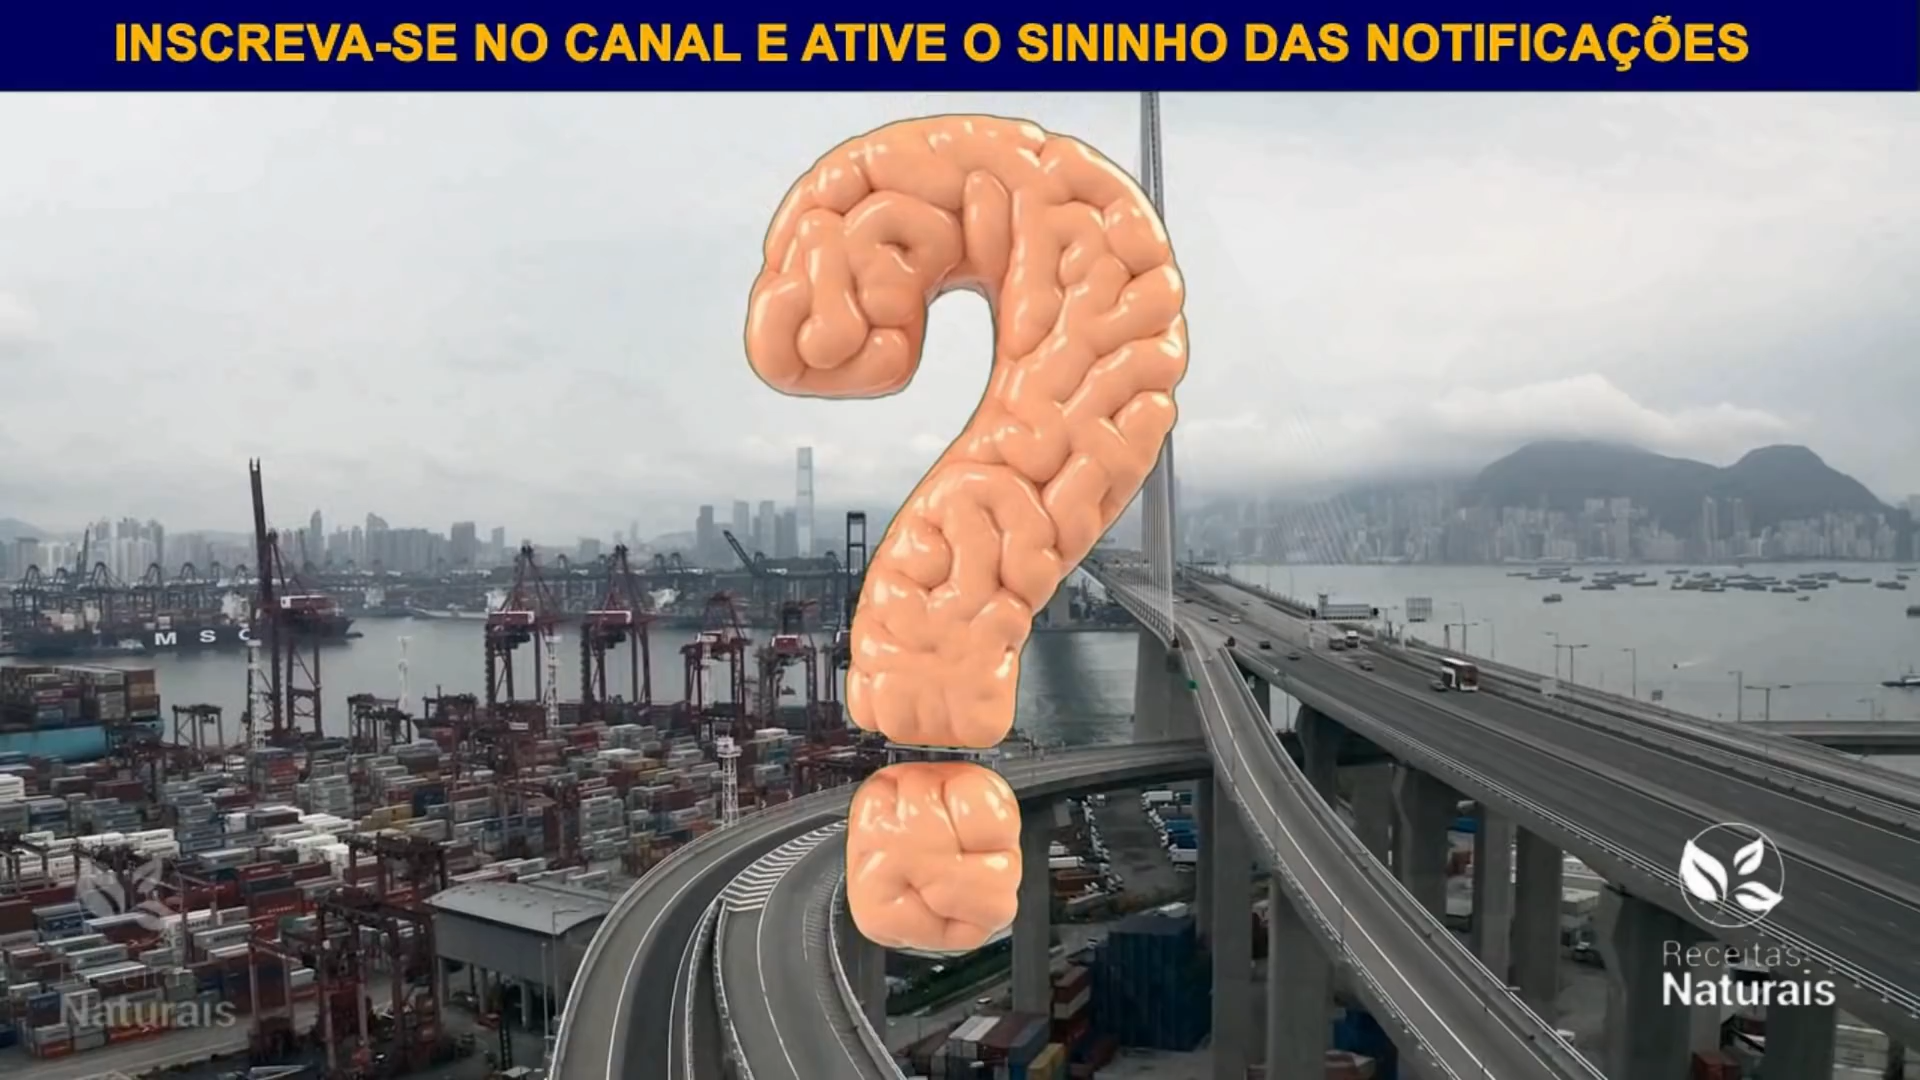 INSCREVA-SE NO CANAL E ATIVE O SININHO DAS NOTIFICAÇÕES
MSC
Receitas
Naturais
Naturais